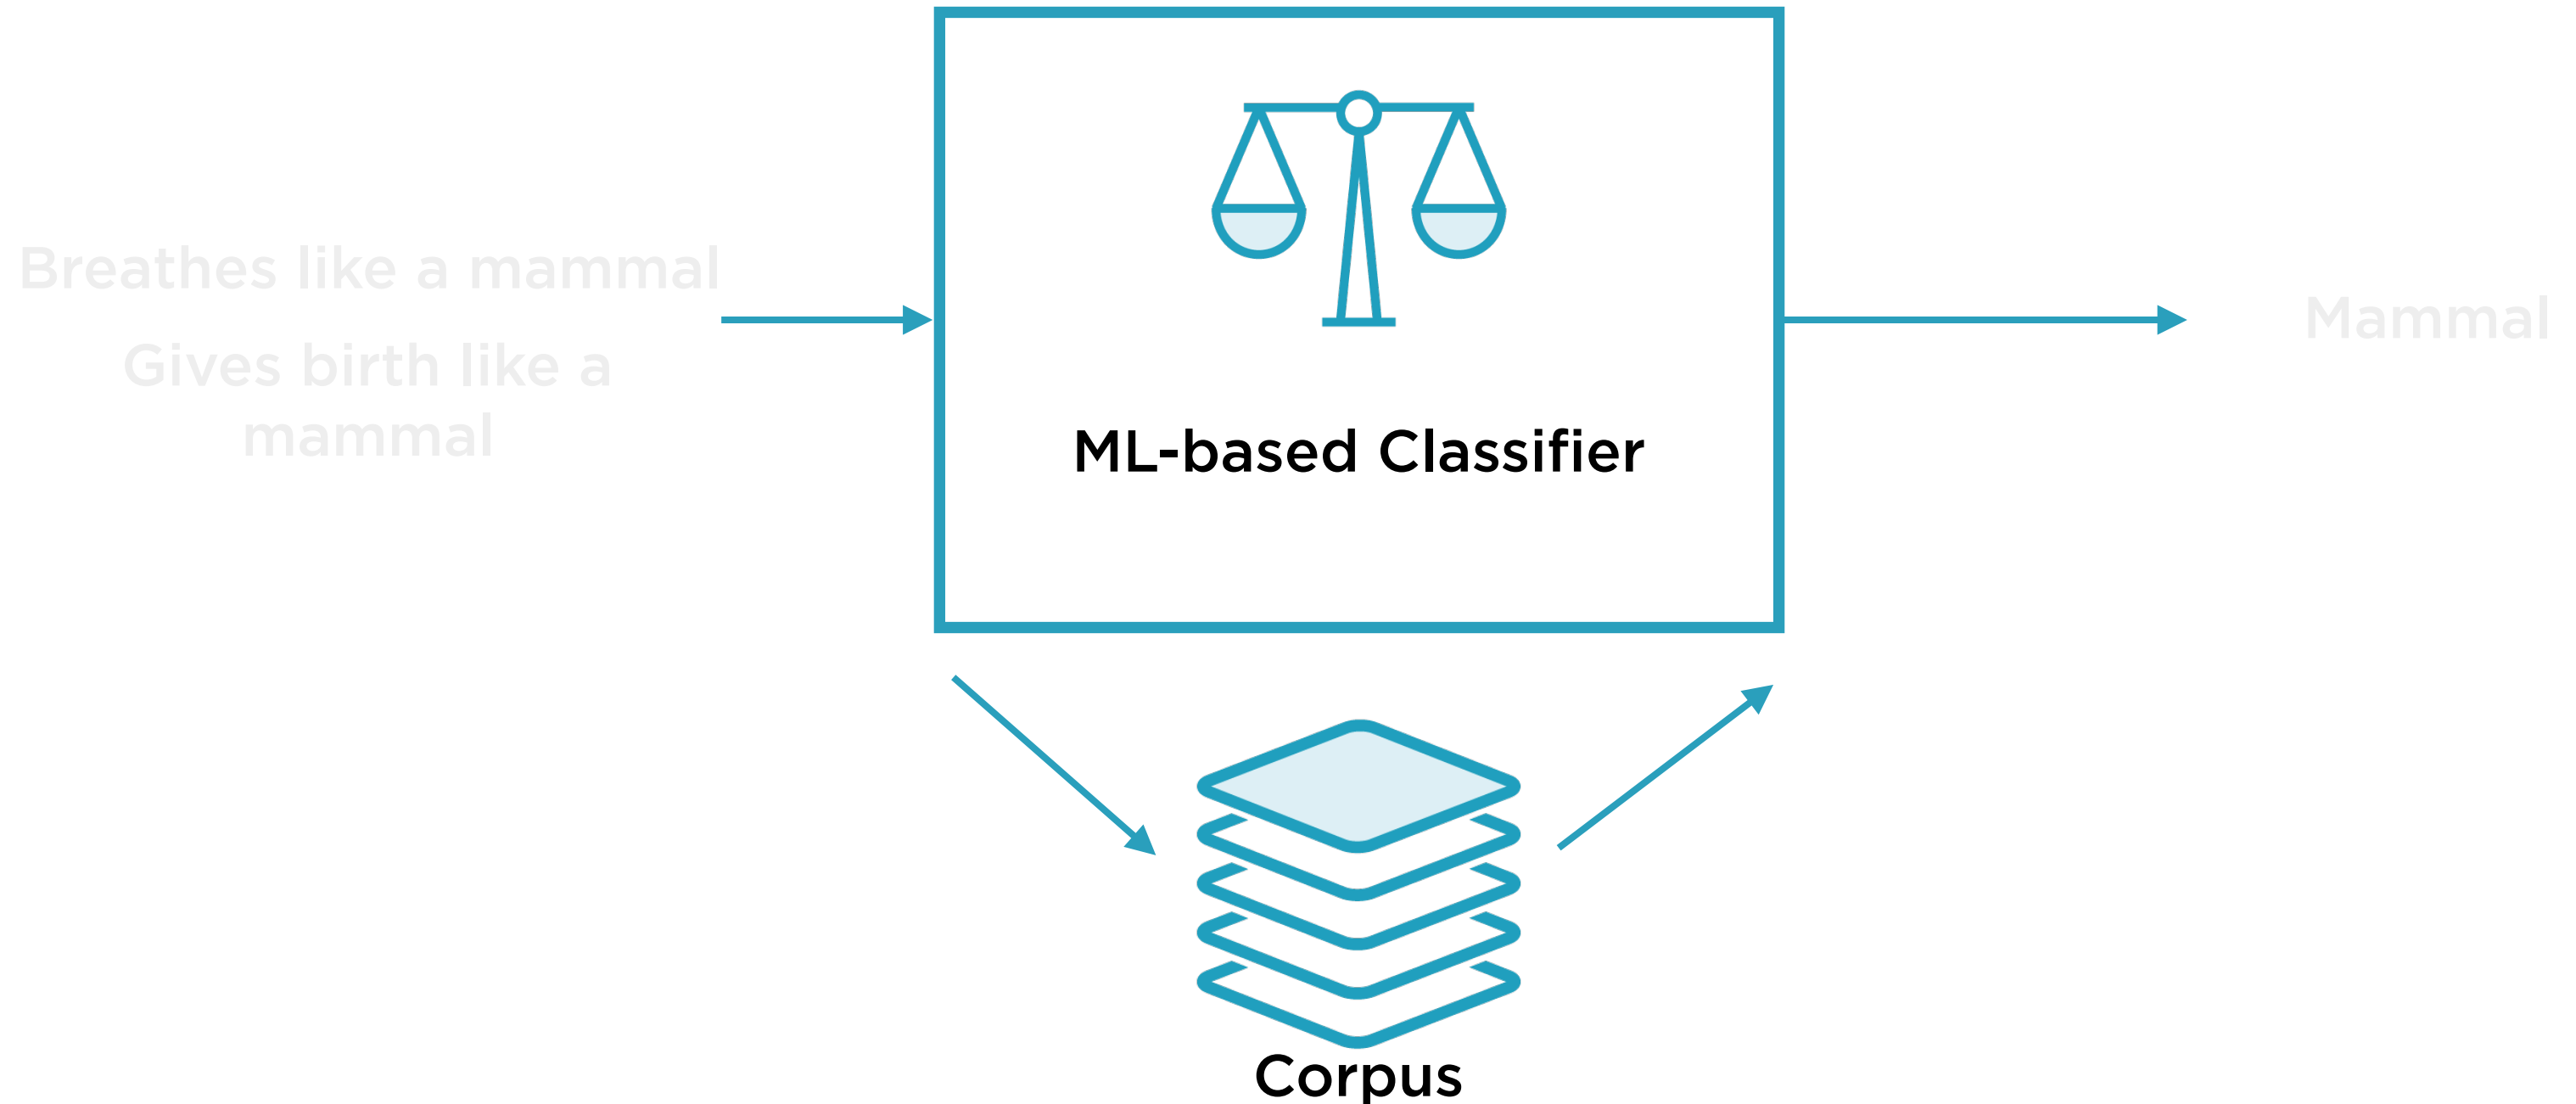 Breathes like a mammal
Gives birth like a
mammal
ML-based Classifier
Mammal
Corpus